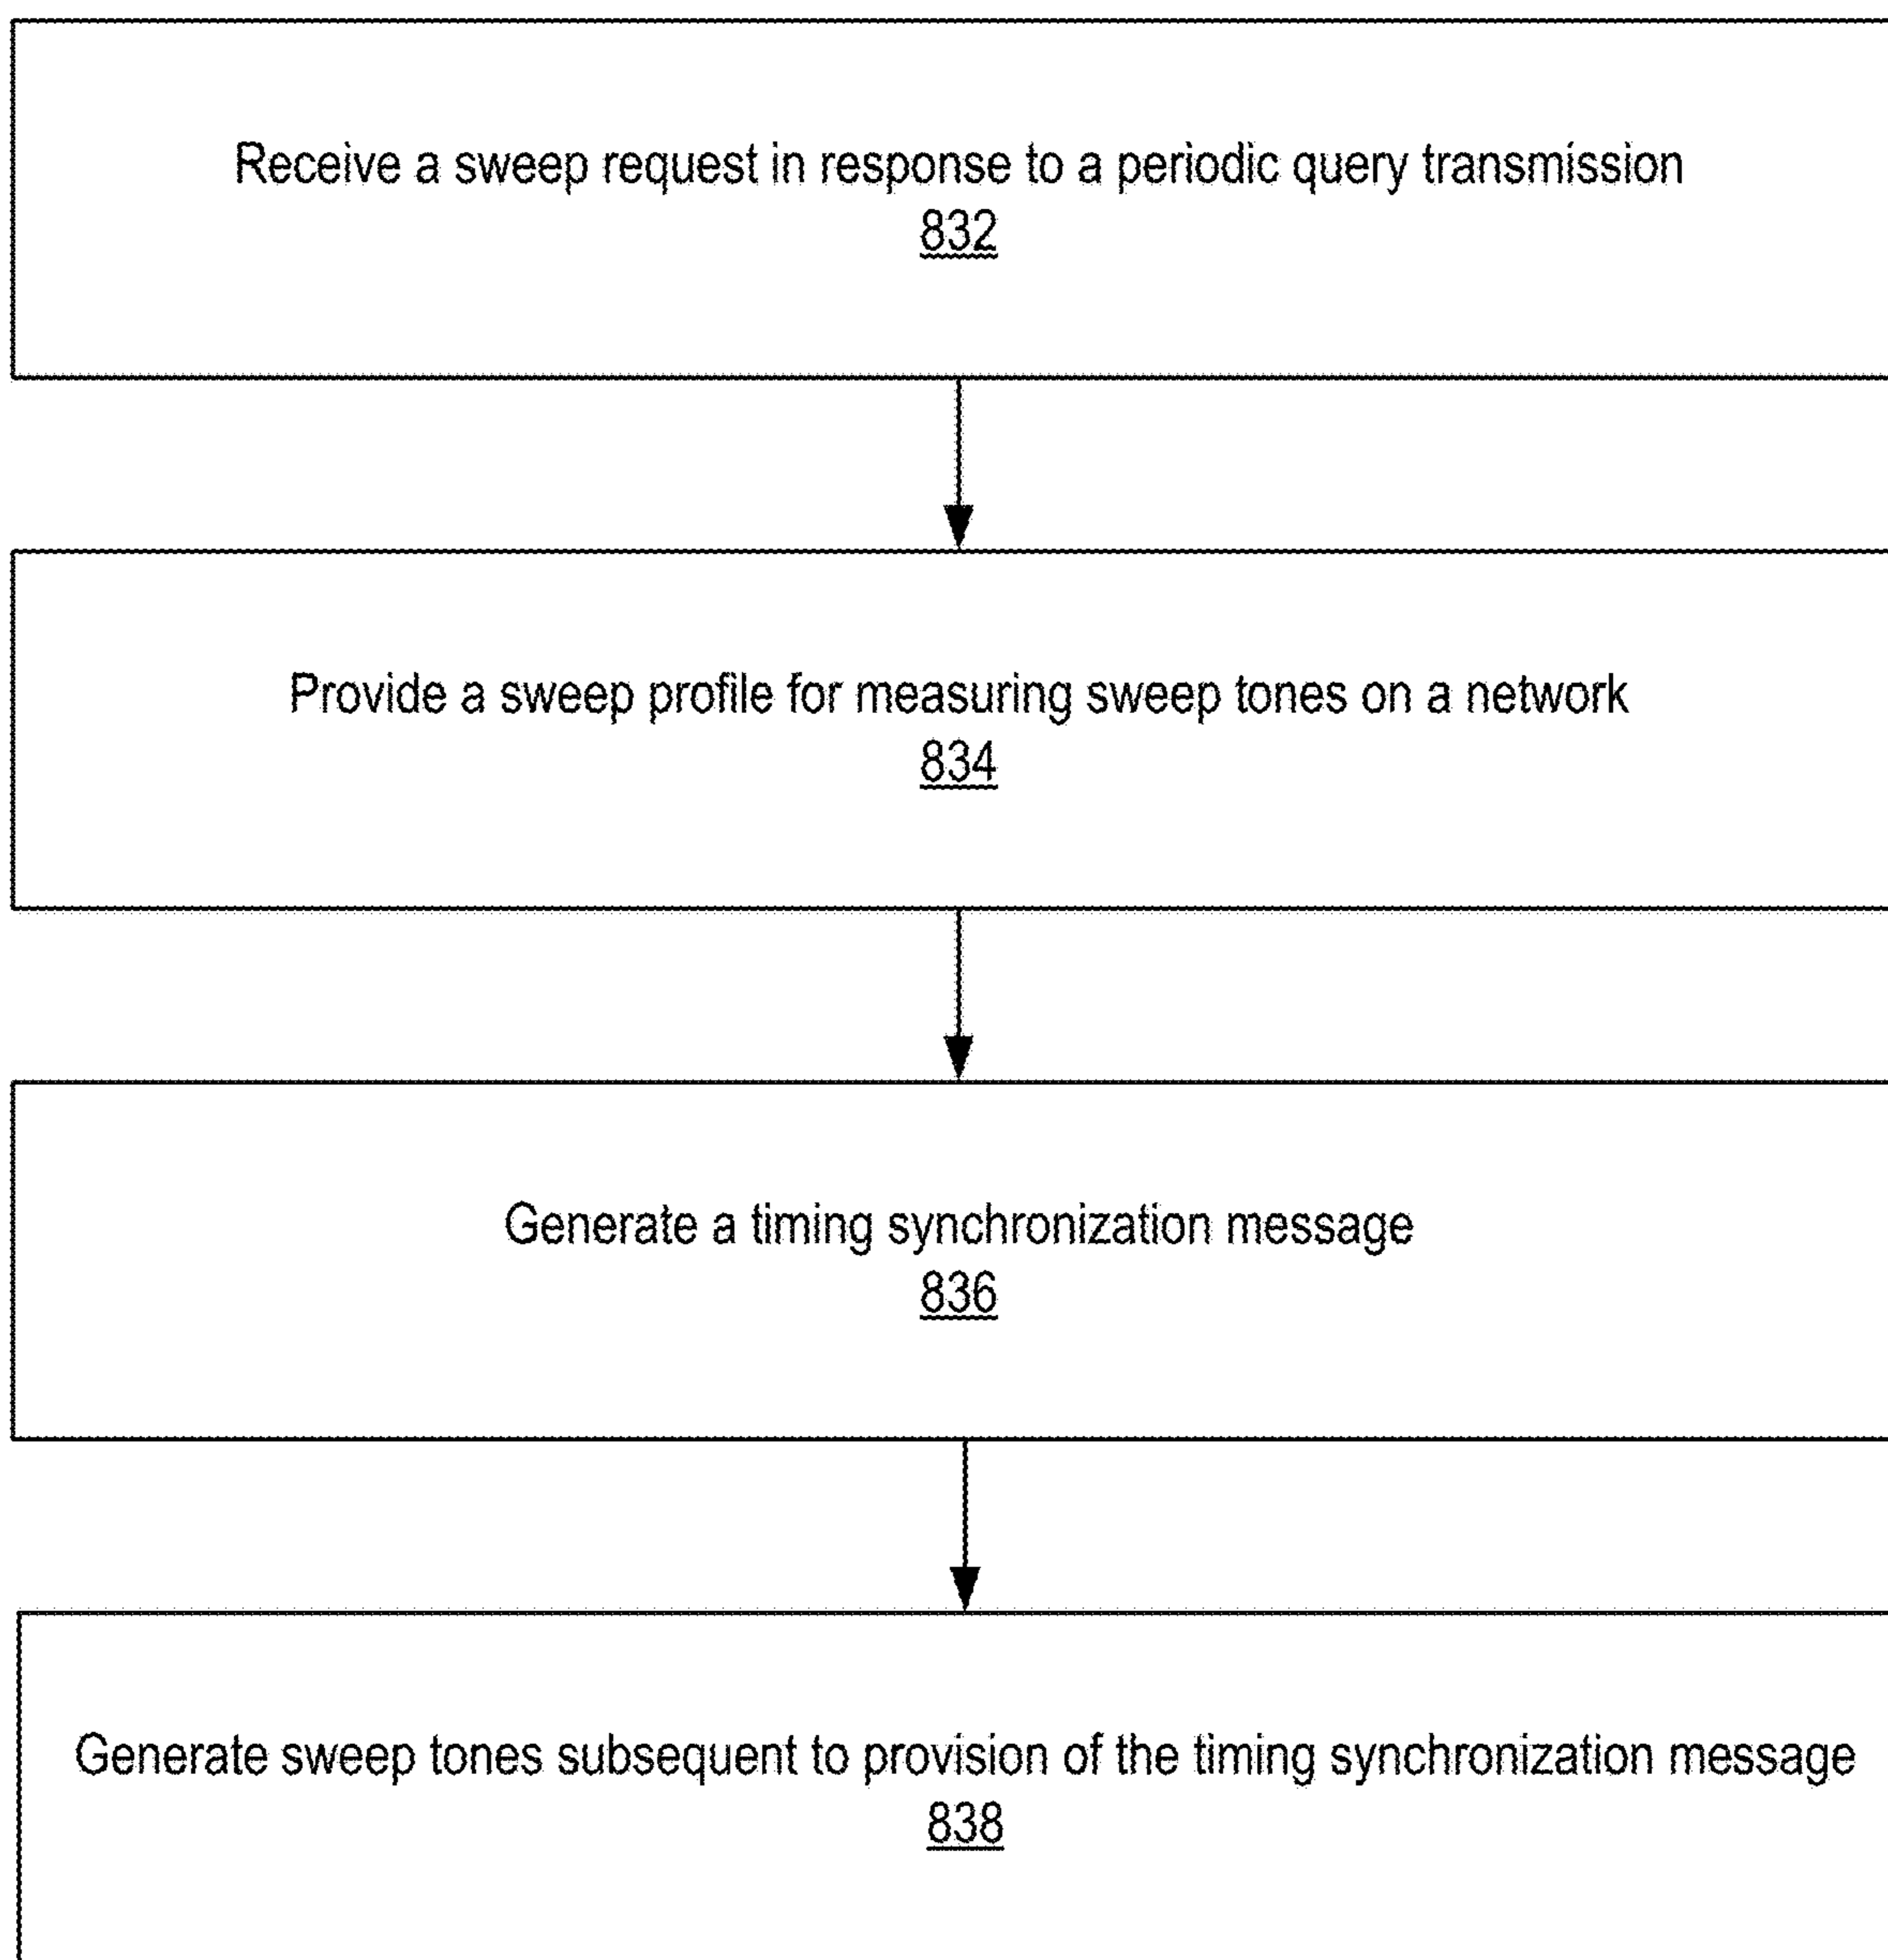 Receive a sweep request in response to a periodic query transmission
832
Provide a sweep profile for measuring sweep tones on a network
834
Generate a timing synchronization message
836
Generate sweep tones subsequent to provision of the timing synchronization message
838